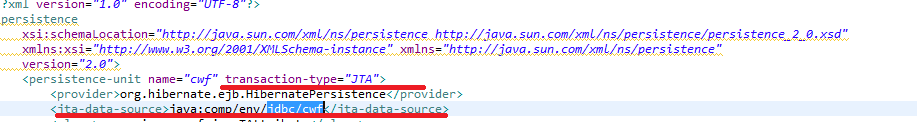 ?xml version="1.0" encoding="UTF-8"?>
persistence
xsi:schemaLocation="http://java.sun.com/xml/ns/persistence http://java.sun.com/xml/ns/persistence/persistence_2_0.xsd"
xmlns:xsi="http://www.w3.org/2001/XMLSchema-instance" xmlns="http://java.sun.com/xml/ns/persistence"
version="2.0">
<persistence-unit name="cwf" transaction-type="JTA">
<provider>org.hibernate.ejb.HibernatePersistence</provider>
<jta-data-source>java:comp/env/jdbc/cwf</jta-data-source>